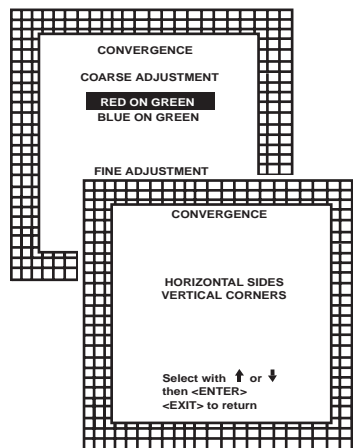 CONVERGENCE
COARSE ADJUSTMENT
RED ON GREEN
BLUE ON GREEN
FINE ADJUSTMENT
CONVERGENCE
HORIZONTAL SIDES
VERTICAL CORNERS
Select with ⬆ or ⬇
then <ENTER>
<EXIT> to return